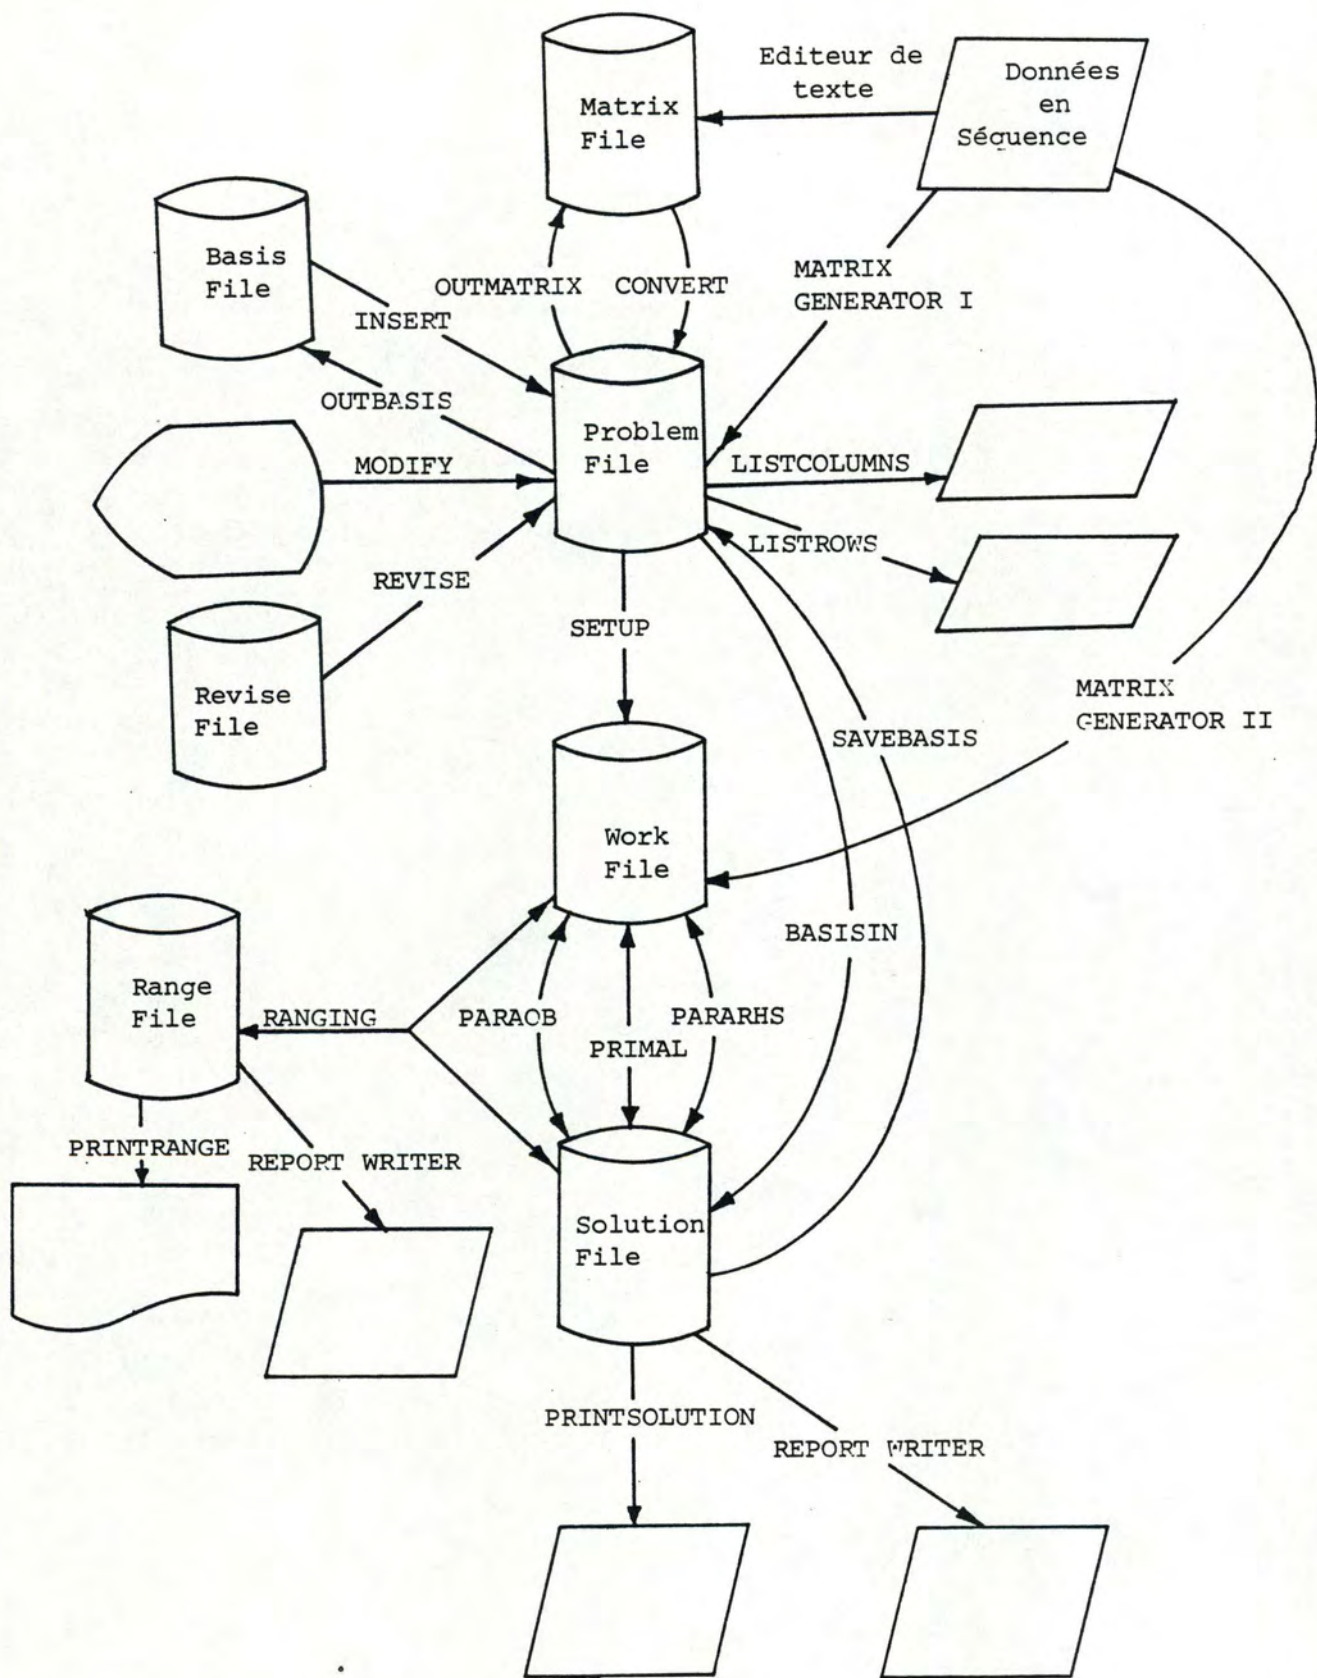 Editeur de
texte
Données
en
Séquence
Matrix
File
Basis
File
OUTMATRIX
CONVERT
MATRIX
GENERATOR I
INSERT
OUTBASIS
Problem
File
MODIFY
LISTCOLUMNS
LISTROWS
REVISE
SETUP
Revise
File
MATRIX
GENERATOR II
SAVEBASIS
Work
File
BASISIN
Range
File
RANGING
PARAOB
PRIMAL
PARARHS
PRINTRANGE
REPORT WRITER
Solution
File
PRINTSOLUTION
REPORT WRITER